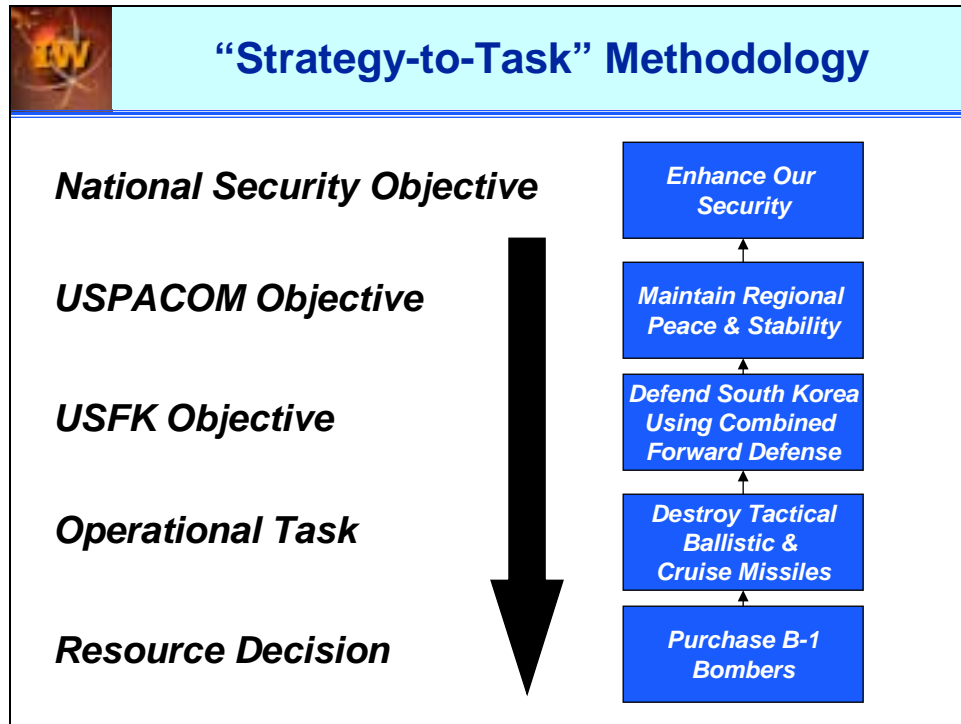 IW
“Strategy-to-Task” Methodology
National Security Objective
Enhance Our
Security
USPACOM Objective
Maintain Regional
Peace & Stability
USFK Objective
Defend South Korea
Using Combined
Forward Defense
Operational Task
Destroy Tactical
Ballistic &
Cruise Missiles
Resource Decision
Purchase B-1
Bombers